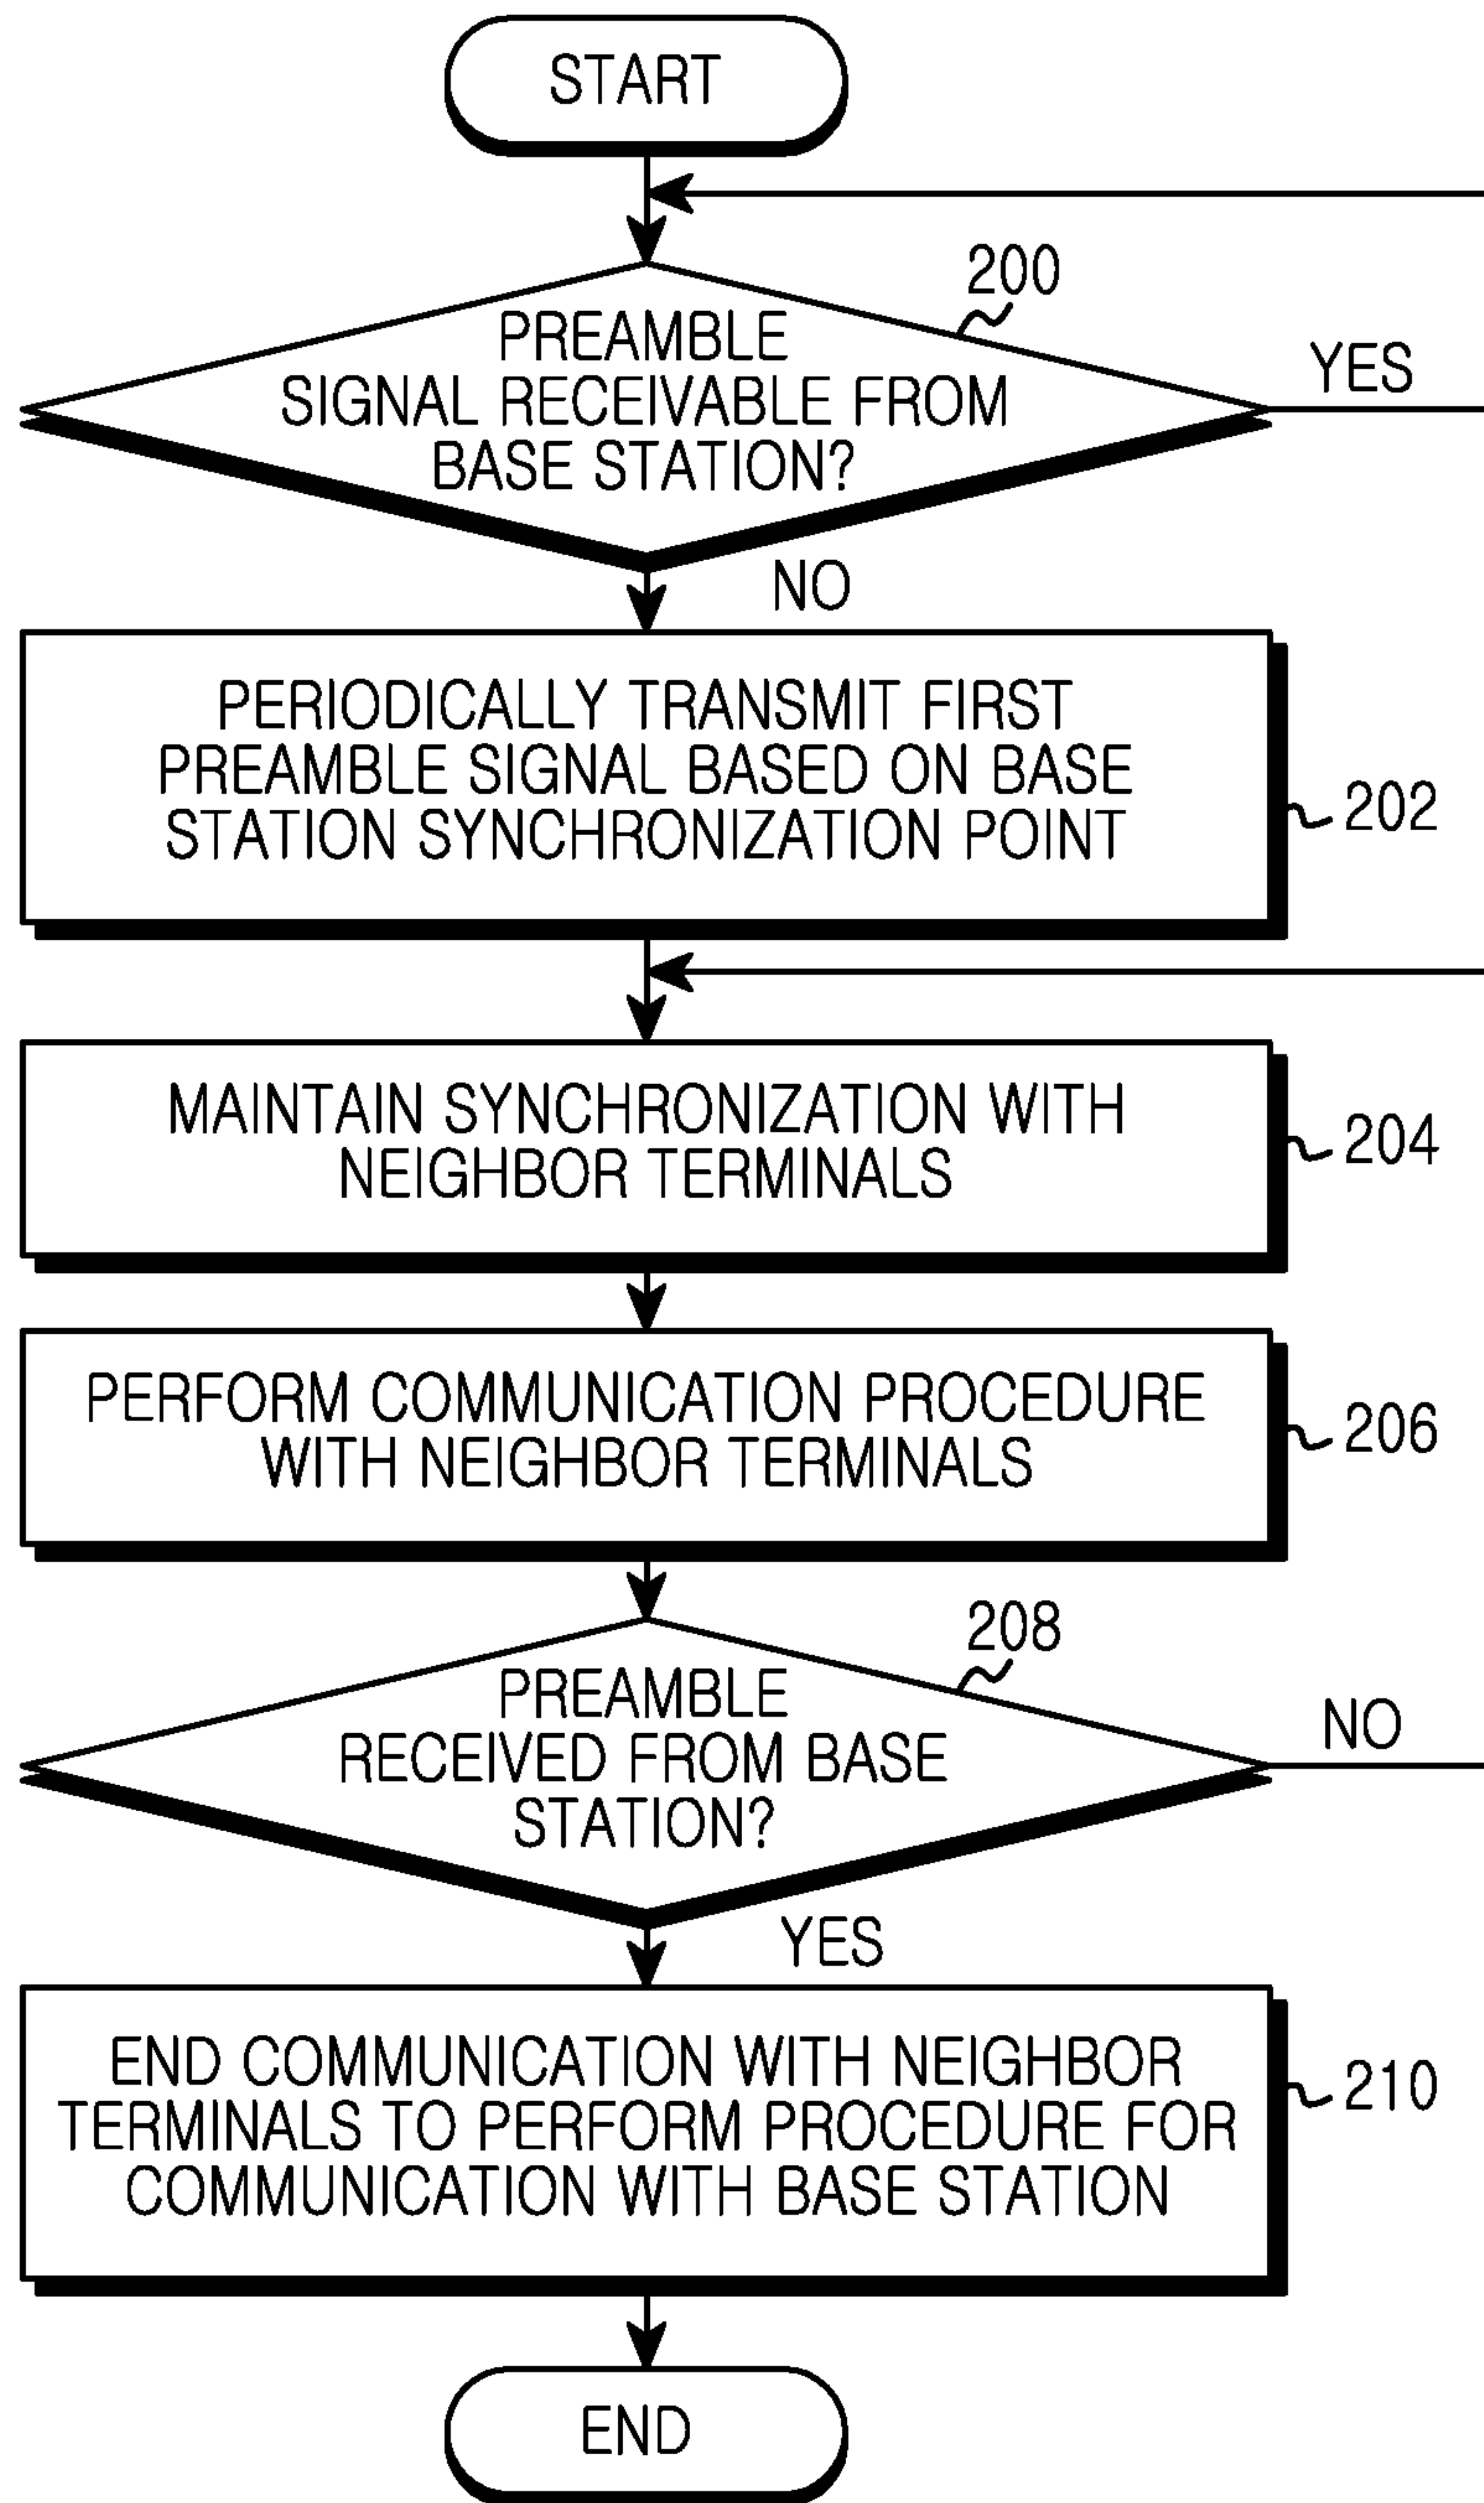 START
200
PREAMBLE
SIGNAL RECEIVABLE FROM
BASE STATION?
YES
NO
PERIODICALLY TRANSMIT FIRST
PREAMBLE SIGNAL BASED ON BASE
STATION SYNCHRONIZATION POINT
202
MAINTAIN SYNCHRONIZATION WITH
NEIGHBOR TERMINALS
204
PERFORM COMMUNICATION PROCEDURE
WITH NEIGHBOR TERMINALS
206
208
PREAMBLE
RECEIVED FROM BASE
STATION?
NO
YES
END COMMUNICATION WITH NEIGHBOR
TERMINALS TO PERFORM PROCEDURE FOR
COMMUNICATION WITH BASE STATION
210
END